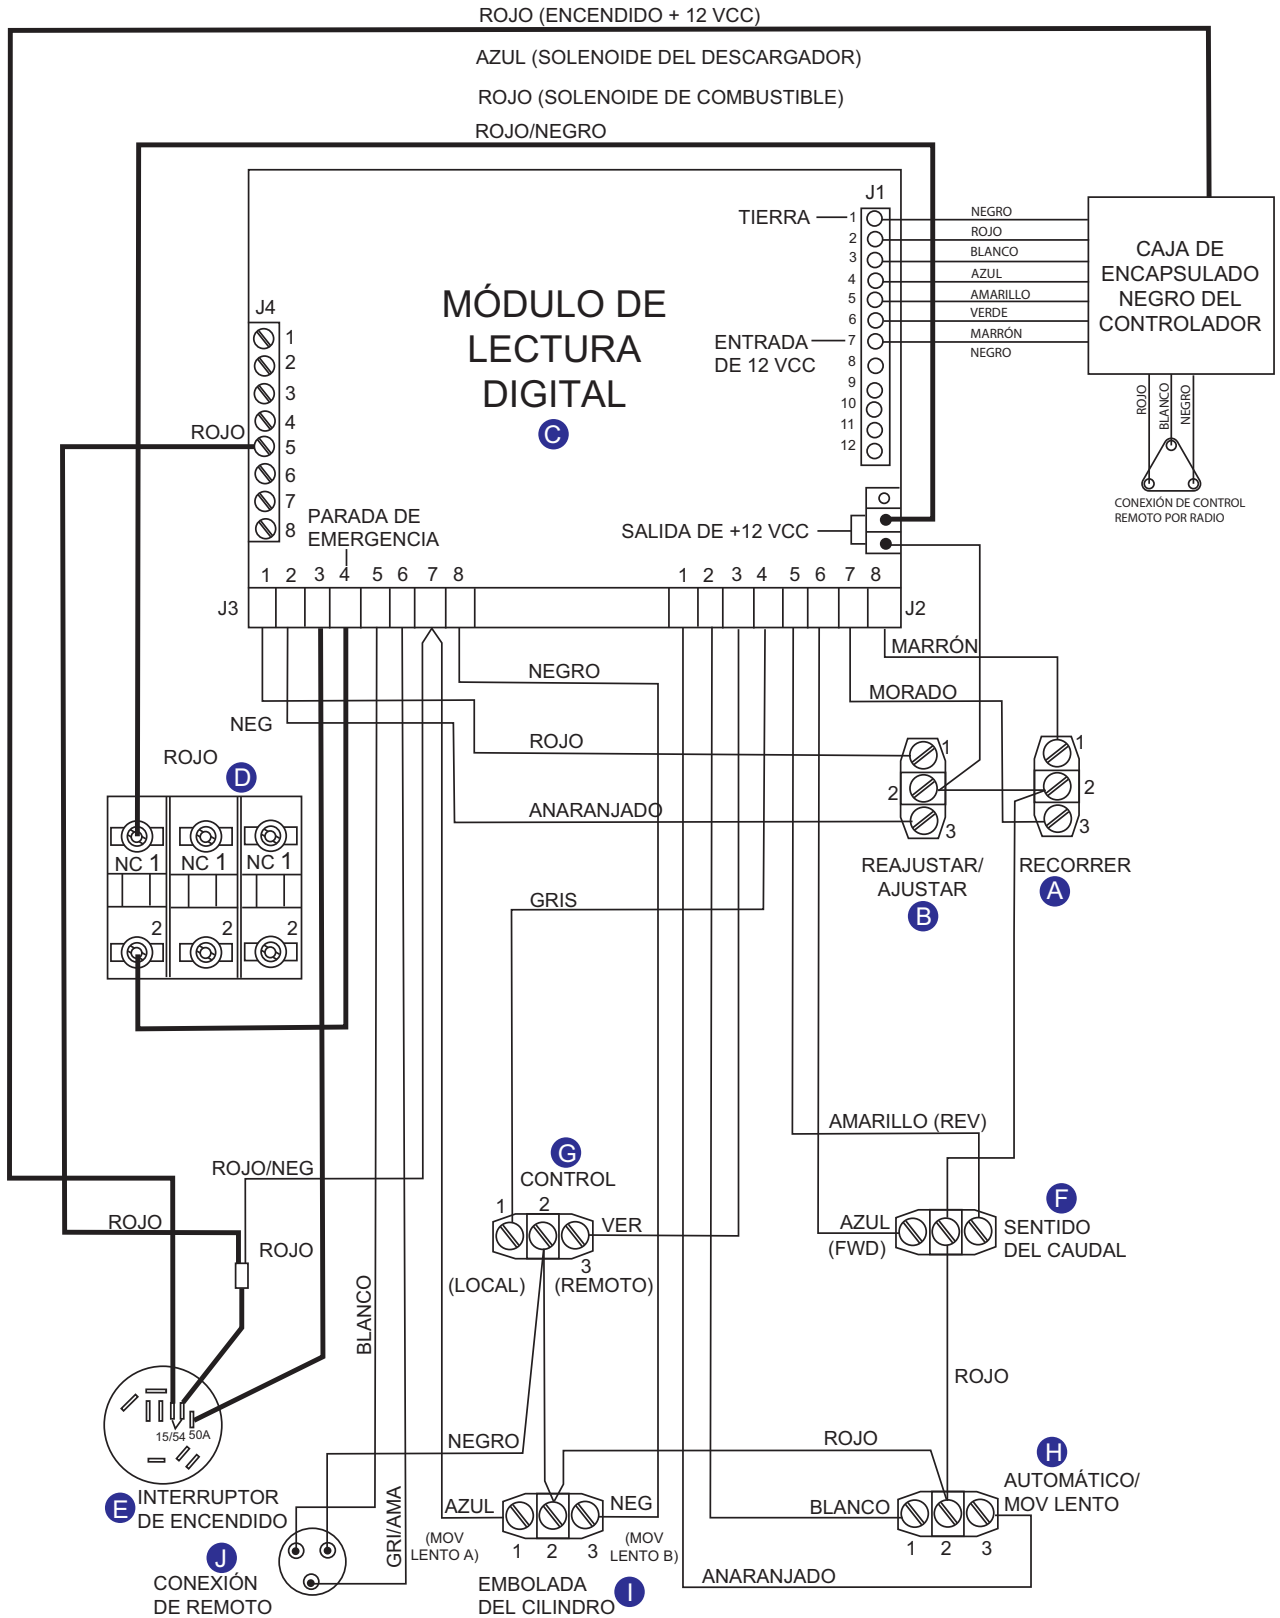 ROJO (ENCENDIDO + 12 VCC)
AZUL (SOLENOIDE DEL DESCARGADOR)
ROJO (SOLENOIDE DE COMBUSTIBLE)
ROJO/NEGRO
J1
TIERRA
1
2
3
4
5
6
7
8
9
10
11
12
NEGRO
ROJO
BLANCO
AZUL
AMARILLO
VERDE
MARRÓN
NEGRO
CAJA DE
ENCAPSULADO
NEGRO DEL
CONTROLADOR
MÓDULO DE
LECTURA
DIGITAL
C
ENTRADA
DE 12 VCC
J4
1
2
3
4
5
6
7
8
ROJO
ROJO
BLANCO
NEGRO
CONEXIÓN DE CONTROL
REMOTO POR RADIO
PARADA DE
EMERGENCIA
SALIDA DE +12 VCC
J3
1 2 3 4 5 6 7 8
1 2 3 4 5 6 7 8
J2
MARRÓN
NEGRO
MORADO
NEG
ROJO
ROJO
D
ANARANJADO
1
2
3
1
2
3
REAJUSTAR/
AJUSTAR
B
RECORRER
A
NC 1
NC 1
NC 1
2
2
2
GRIS
AMARILLO (REV)
G
CONTROL
1 2
3
VER
(LOCAL)
(REMOTO)
ROJO/NEG
ROJO
ROJO
AZUL
(FWD)
F
SENTIDO
DEL CAUDAL
BLANCO
ROJO
15/54
50A
E
INTERRUPTOR
DE ENCENDIDO
NEGRO
ROJO
H
AUTOMÁTICO/
MOV LENTO
BLANCO
1 2 3
AZUL
NEG
(MOV
LENTO A)
1 2 3
(MOV
LENTO B)
GRI/AMA
J
CONEXIÓN
DE REMOTO
EMBOLADA
DEL CILINDRO
I
ANARANJADO